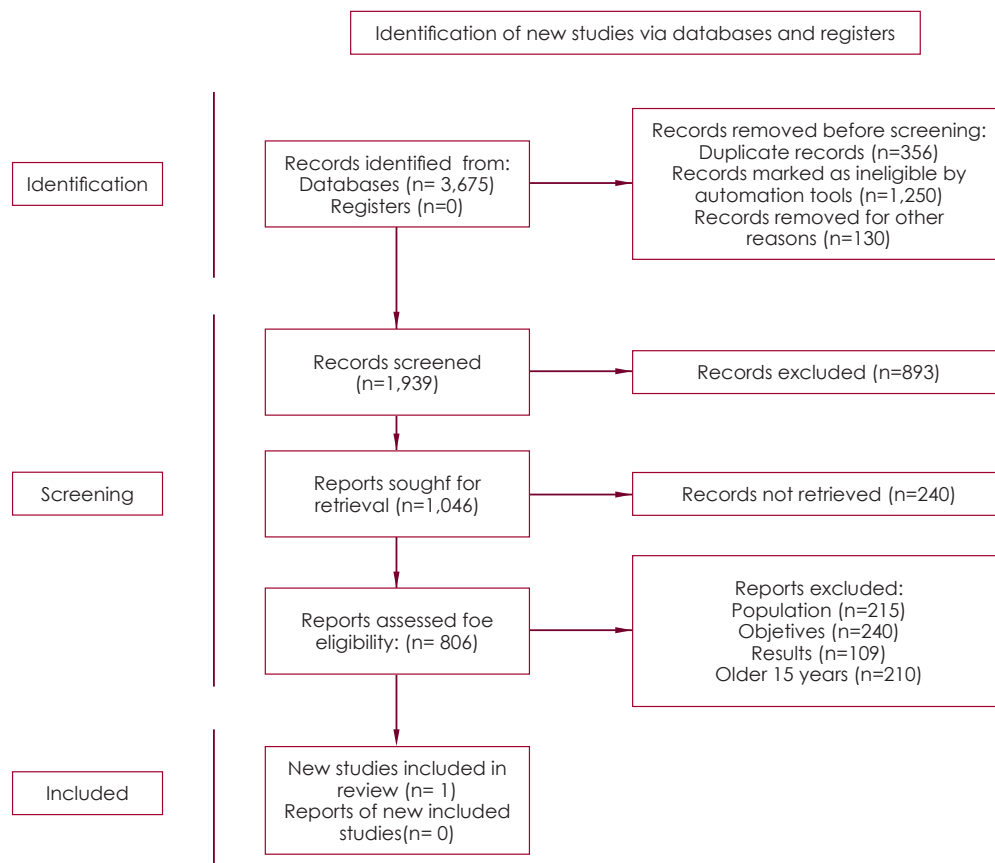 Identification of new studies via databases and registers
Identification
Records identified from:
Databases (n= 3,675)
Registers (n=0)
Records removed before screening:
Duplicate records (n=356)
Records marked as ineligible by
automation tools (n=1,250)
Records removed for other
reasons (n=130)
Screening
Records screened
(n=1,939)
Records excluded (n=893)
Reports soughf for
retrieval (n=1,046)
Records not retrieved (n=240)
Reports assessed foe
eligibility: (n= 806)
Reports excluded:
Population (n=215)
Objetives (n=240)
Results (n=109)
Older 15 years (n=210)
Included
New studies included in
review (n= 1)
Reports of new included
studies(n= 0)